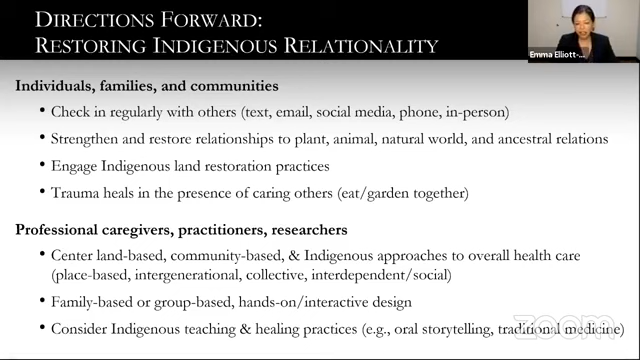 DIRECTIONS FORWARD:
RESTORING INDIGENOUS RELATIONALITY
Emma Elliott-...
Individuals, families, and communities
• Check in regularly with others (text, email, social media, phone, in-person)
• Strengthen and restore relationships to plant, animal, natural world, and ancestral relations
• Engage Indigenous land restoration practices
• Trauma heals in the presence of caring others (eat/garden together)
Professional caregivers, practitioners, researchers
• Center land-based, community-based, & Indigenous approaches to overall health care
(place-based, intergenerational, collective, interdependent/social)
• Family-based or group-based, hands-on/interactive design
• Consider Indigenous teaching & healing practices (e.g., oral storytelling, traditional medicine)
zoom